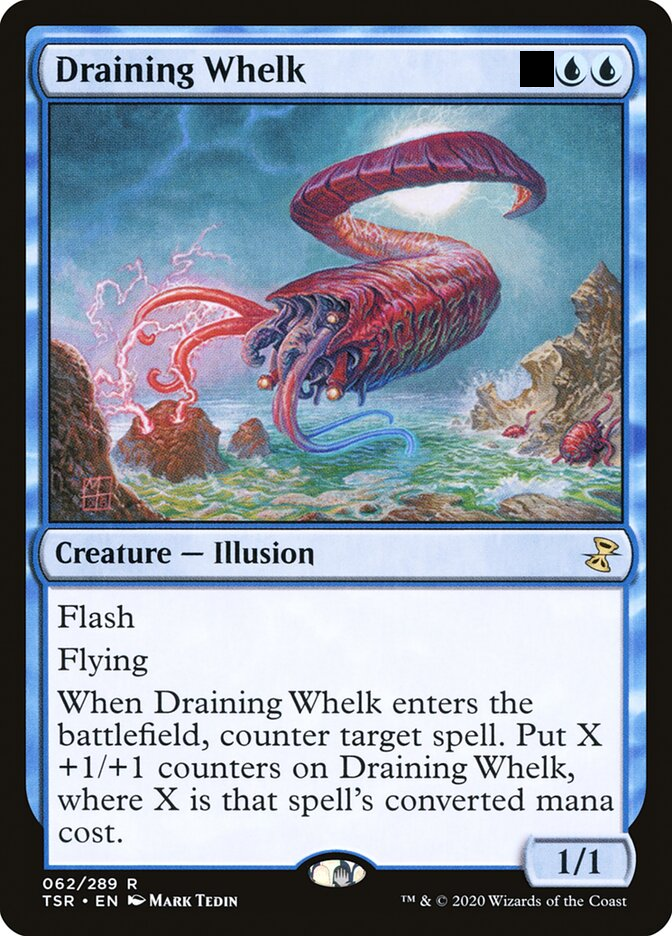 Draining Whelk
Creature — Illusion
Flash
Flying
When Draining Whelk enters the
battlefield, counter target spell. Put X
+1/+1 counters on Draining Whelk,
where X is that spell's converted mana
cost.
1/1
062/289 R
TSR • EN Mark Tedin
™ & © 2020 Wizards of the Coast